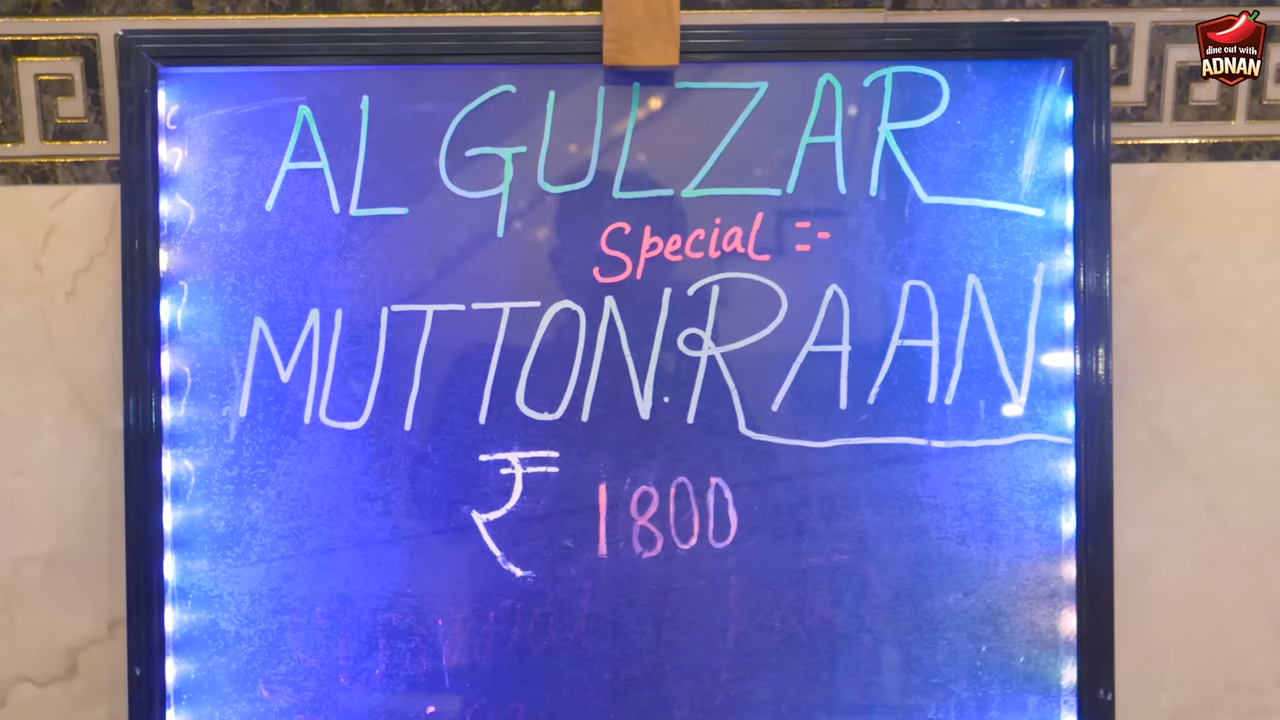 dine out with
ADNAN
AL GULZAR
Special :-
MUTTON.RAAN
₹ 1800